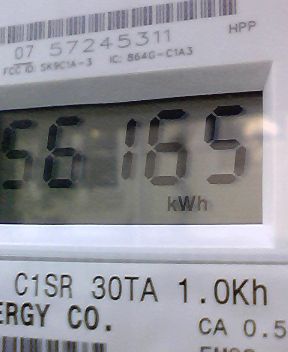 07 57245311
HPP
FCC ID: SK9C1A-3 IC: 864G-C1A3
56165
kWh
C1SR 30TA 1.0Kh
ERGY CO.
CA 0.5